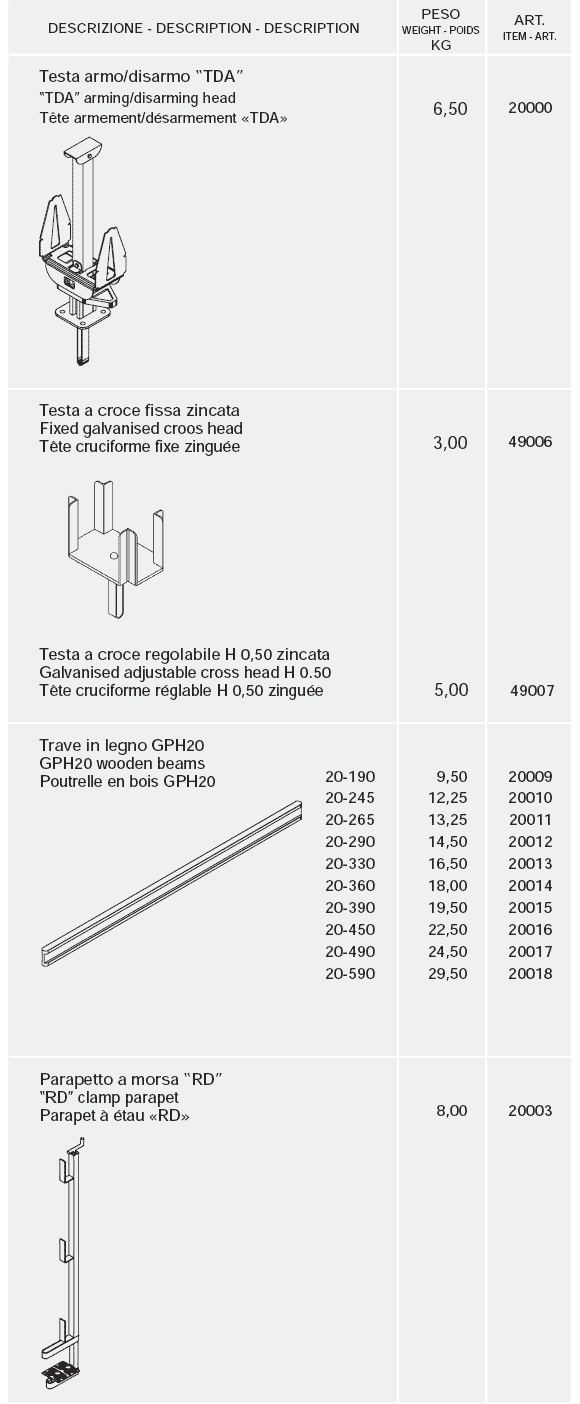 DESCRIZIONE - DESCRIPTION - DESCRIPTION
PESO
WEIGHT - POIDS
KG
ART.
ITEM - ART.
Testa armo/disarmo "TDA"
"TDA" arming/disarming head
Tête armement/désarmement «TDA»
6,50 20000
Testa a croce fissa zincata
Fixed galvanised croos head
Tête cruciforme fixe zinguée
3,00 49006
Testa a croce regolabile H 0,50 zincata
Galvanised adjustable cross head H 0.50
Tête cruciforme réglable H 0,50 zinguée
5,00 49007
Trave in legno GPH20
GPH20 wooden beams
Poutrelle en bois GPH20
20-190 9,50 20009
20-245 12,25 20010
20-265 13,25 20011
20-290 14,50 20012
20-330 16,50 20013
20-360 18,00 20014
20-390 19,50 20015
20-450 22,50 20016
20-490 24,50 20017
20-590 29,50 20018
Parapetto a morsa "RD"
"RD" clamp parapet
Parapet à étau «RD»
8,00 20003